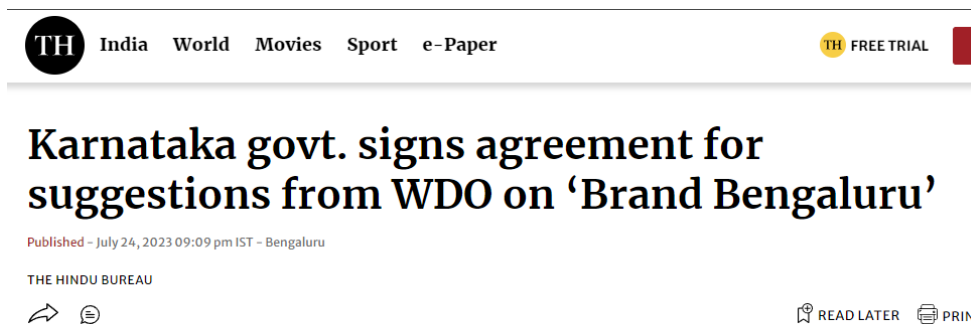 TH India World Movies Sport e-Paper TH FREE TRIAL
Karnataka govt. signs agreement for
suggestions from WDO on ‘Brand Bengaluru’
Published - July 24, 2023 09:09 pm IST - Bengaluru
THE HINDU BUREAU
READ LATER PRIN